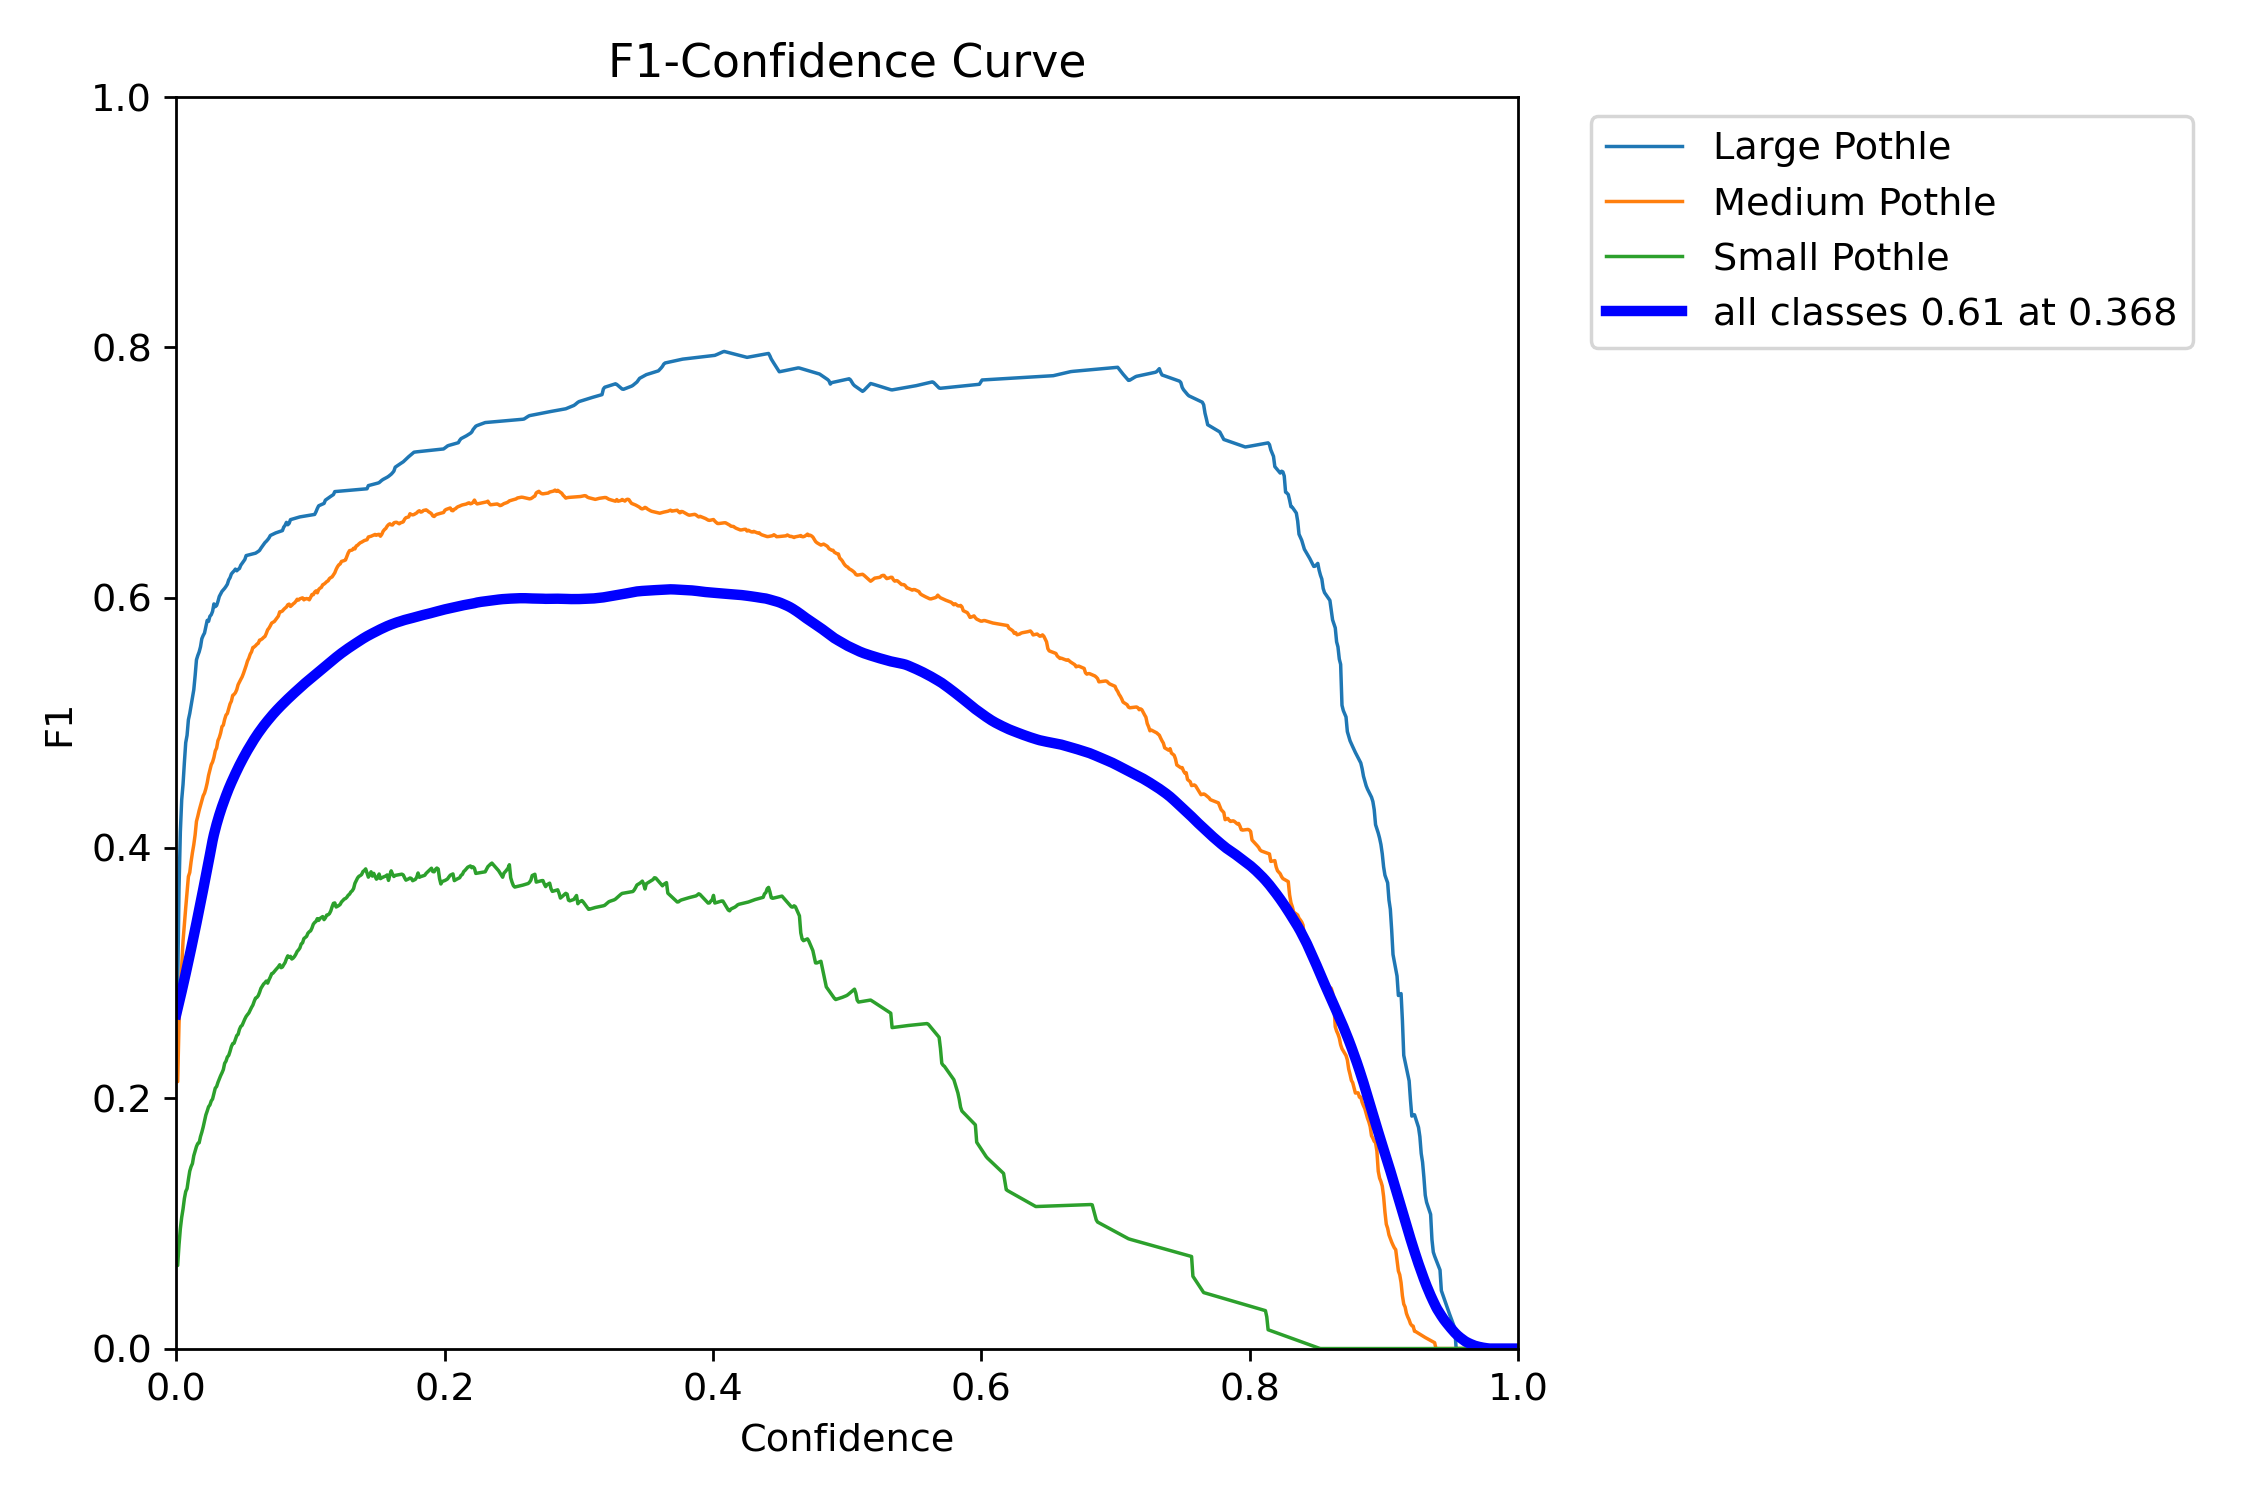 F1-Confidence Curve
1.0
0.8
0.6
0.4
0.2
0.0
F1
0.0 0.2 0.4 0.6 0.8 1.0
Confidence
Large Pothle
Medium Pothle
Small Pothle
all classes 0.61 at 0.368